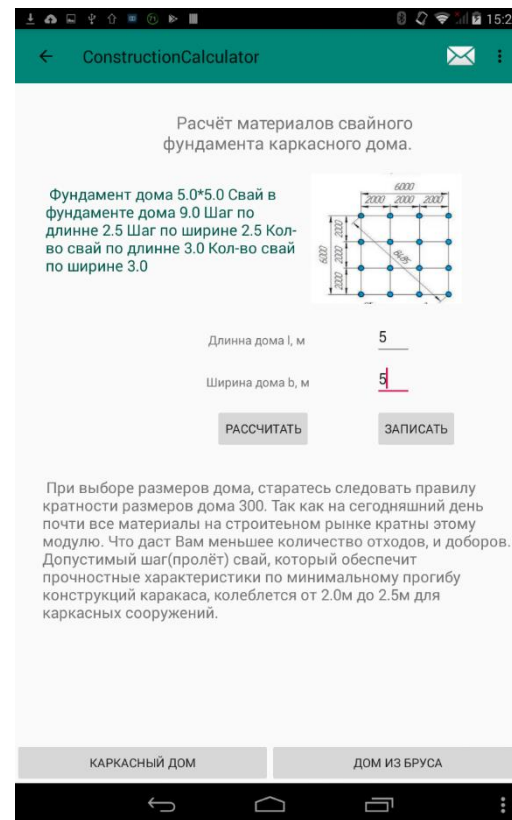 15:2
ConstructionCalculator
Расчёт материалов свайного
фундамента каркасного дома.
Фундамент дома 5.0*5.0 Свай в
фундаменте дома 9.0 Шаг по
длинне 2.5 Шаг по ширине 2.5 Кол-
во свай по длинне 3.0 Кол-во свай
по ширине 3.0
6000
2000 2000 2000
6000
2000
2000
2000
8485
Длинна дома l, м
5
Ширина дома b, м
5
РАССЧИТАТЬ
ЗАПИСАТЬ
При выборе размеров дома, старатесь следовать правилу
кратности размеров дома 300. Так как на сегодняшний день
почти все материалы на строитеьном рынке кратны этому
модулю. Что даст Вам меньшее количество отходов, и доборов.
Допустимый шаг(пролёт) свай, который обеспечит
прочностные характеристики по минимальному прогибу
конструкций каракаса, колеблется от 2.0м до 2.5м для
каркасных сооружений.
КАРКАСНЫЙ ДОМ
ДОМ ИЗ БРУСА